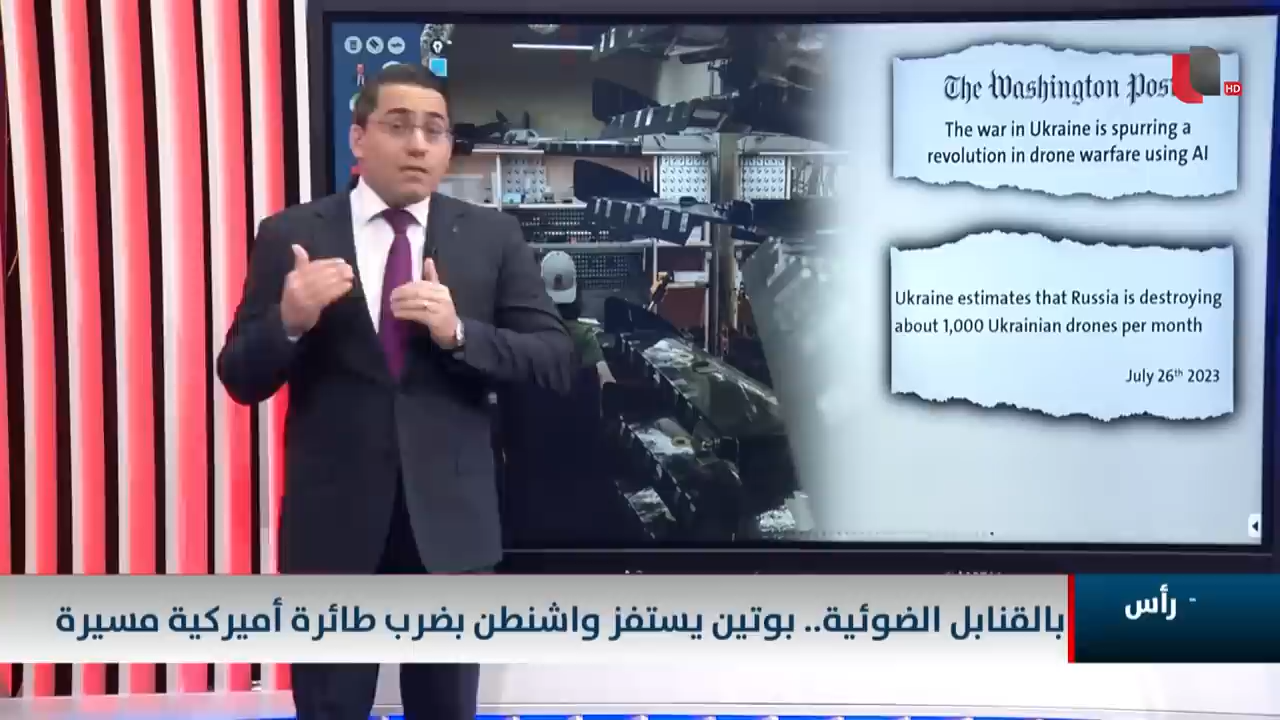 The Washington Pos
HD
The war in Ukraine is spurring a
revolution in drone warfare using AI
Ukraine estimates that Russia is destroying
about 1,000 Ukrainian drones per month
July 26th 2023
رأس
بالقنابل الضوئية.. بوتين يستفز واشنطن بضرب طائرة أميركية مسيرة